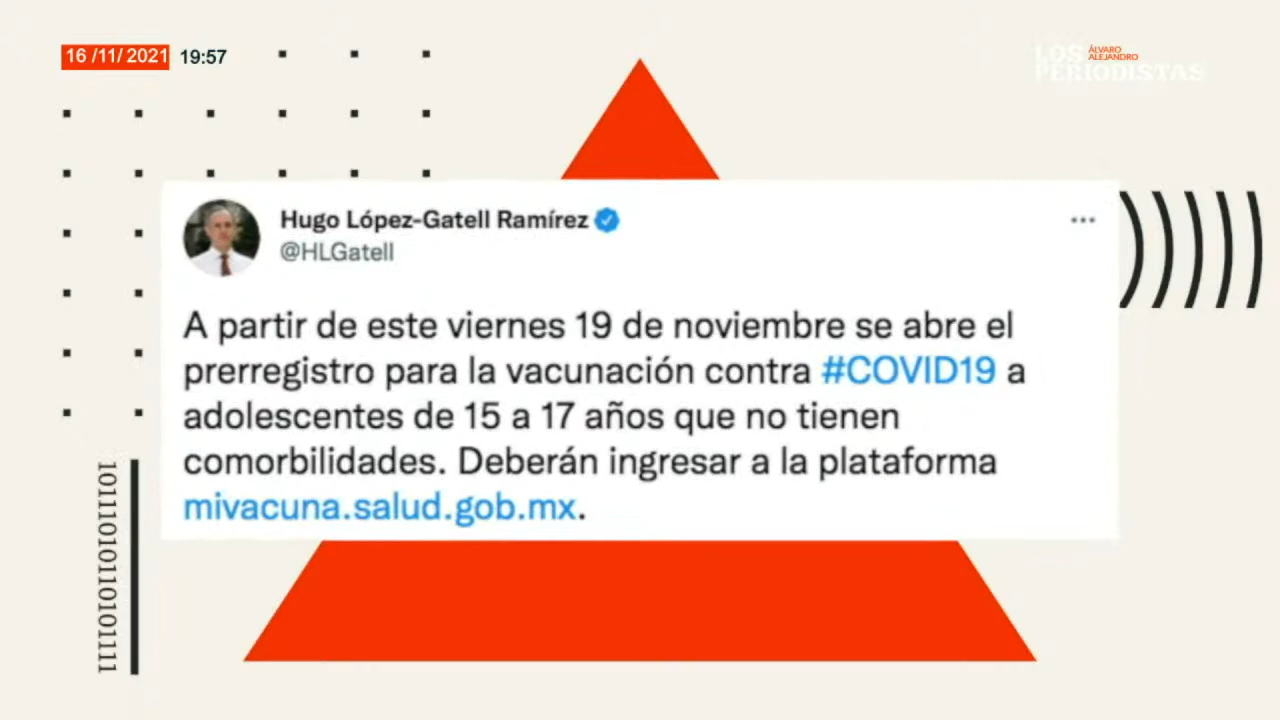 16 /11/ 2021 19:57
LOS ÁLVARO ALEJANDRO
PERIODISTAS
Hugo López-Gatell Ramírez
@HLGatell
A partir de este viernes 19 de noviembre se abre el
prerregistro para la vacunación contra #COVID19 a
adolescentes de 15 a 17 años que no tienen
comorbilidades. Deberán ingresar a la plataforma
mivacuna.salud.gob.mx.
1011101011010101111